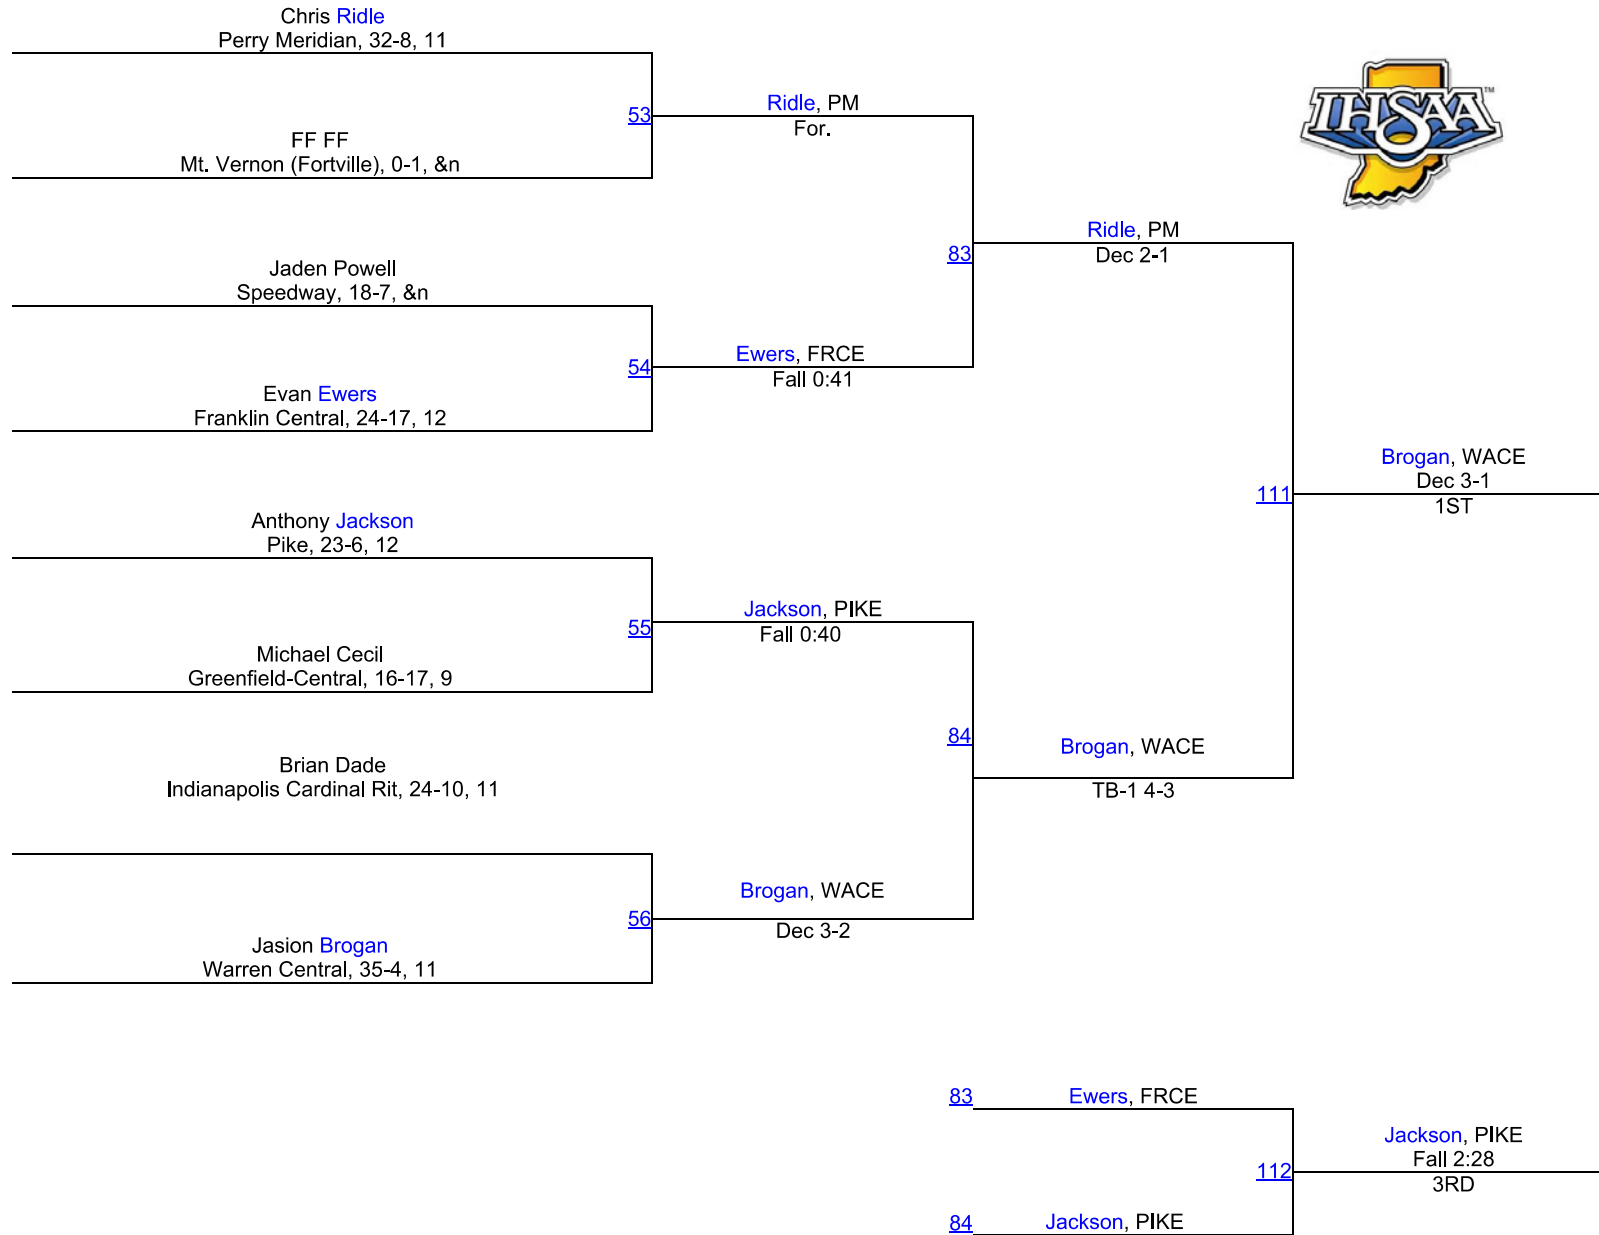 Chris Ridle
Perry Meridian, 32-8, 11
53
Ridle, PM
For.
FF FF
Mt. Vernon (Fortville), 0-1, &n
IHSAA
TM
83
Ridle, PM
Dec 2-1
Jaden Powell
Speedway, 18-7, &n
54
Ewers, FRCE
Fall 0:41
Evan Ewers
Franklin Central, 24-17, 12
111
Brogan, WACE
Dec 3-1
1ST
Anthony Jackson
Pike, 23-6, 12
55
Jackson, PIKE
Fall 0:40
Michael Cecil
Greenfield-Central, 16-17, 9
84
Brogan, WACE
TB-1 4-3
Brian Dade
Indianapolis Cardinal Rit, 24-10, 11
56
Brogan, WACE
Dec 3-2
Jasion Brogan
Warren Central, 35-4, 11
83
Ewers, FRCE
112
Jackson, PIKE
Fall 2:28
3RD
84
Jackson, PIKE